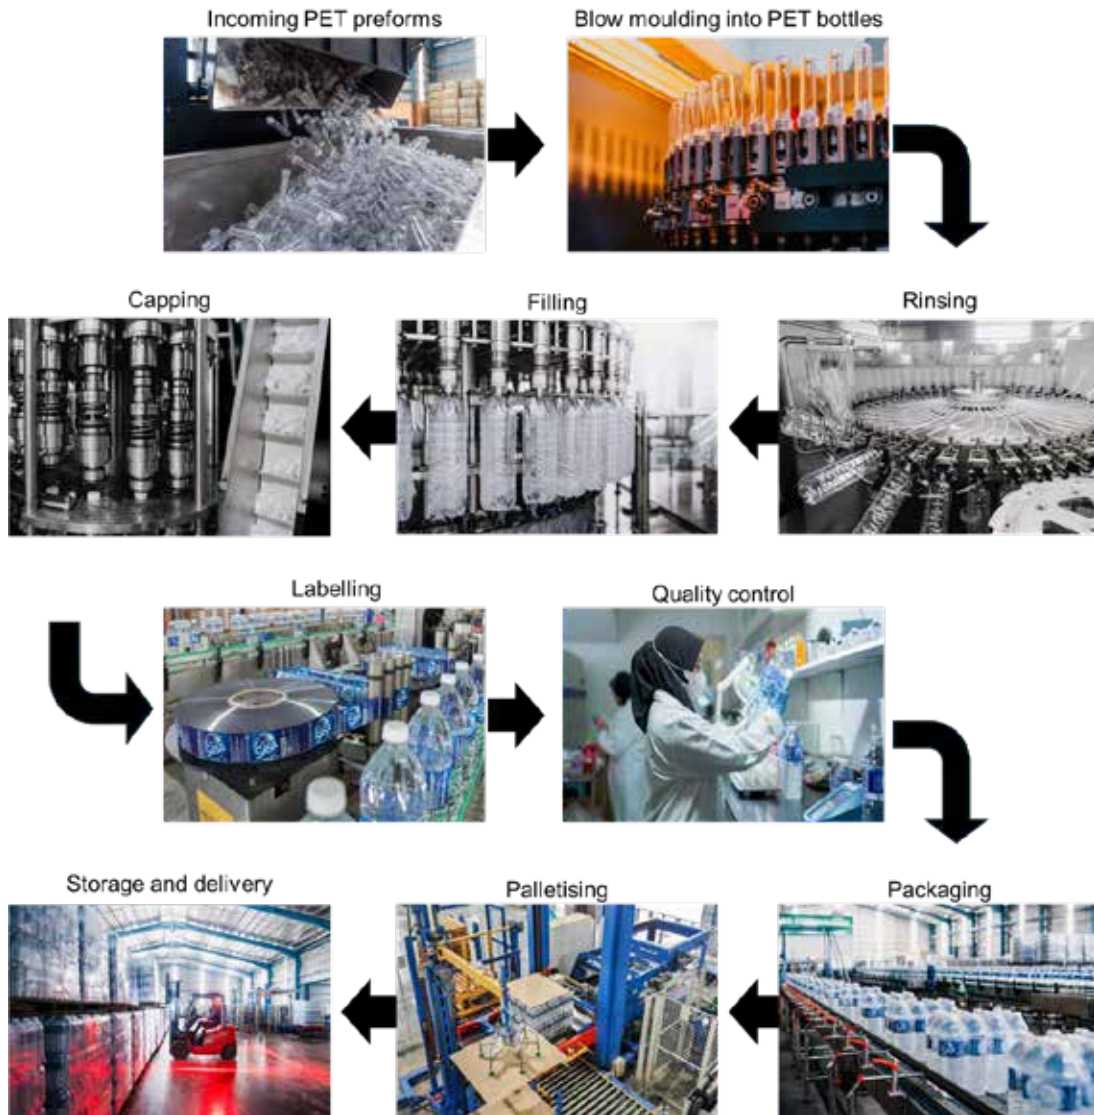 Incoming PET preforms
Blow moulding into PET bottles
Rinsing
Filling
Capping
Labelling
Quality control
Packaging
Palletising
Storage and delivery